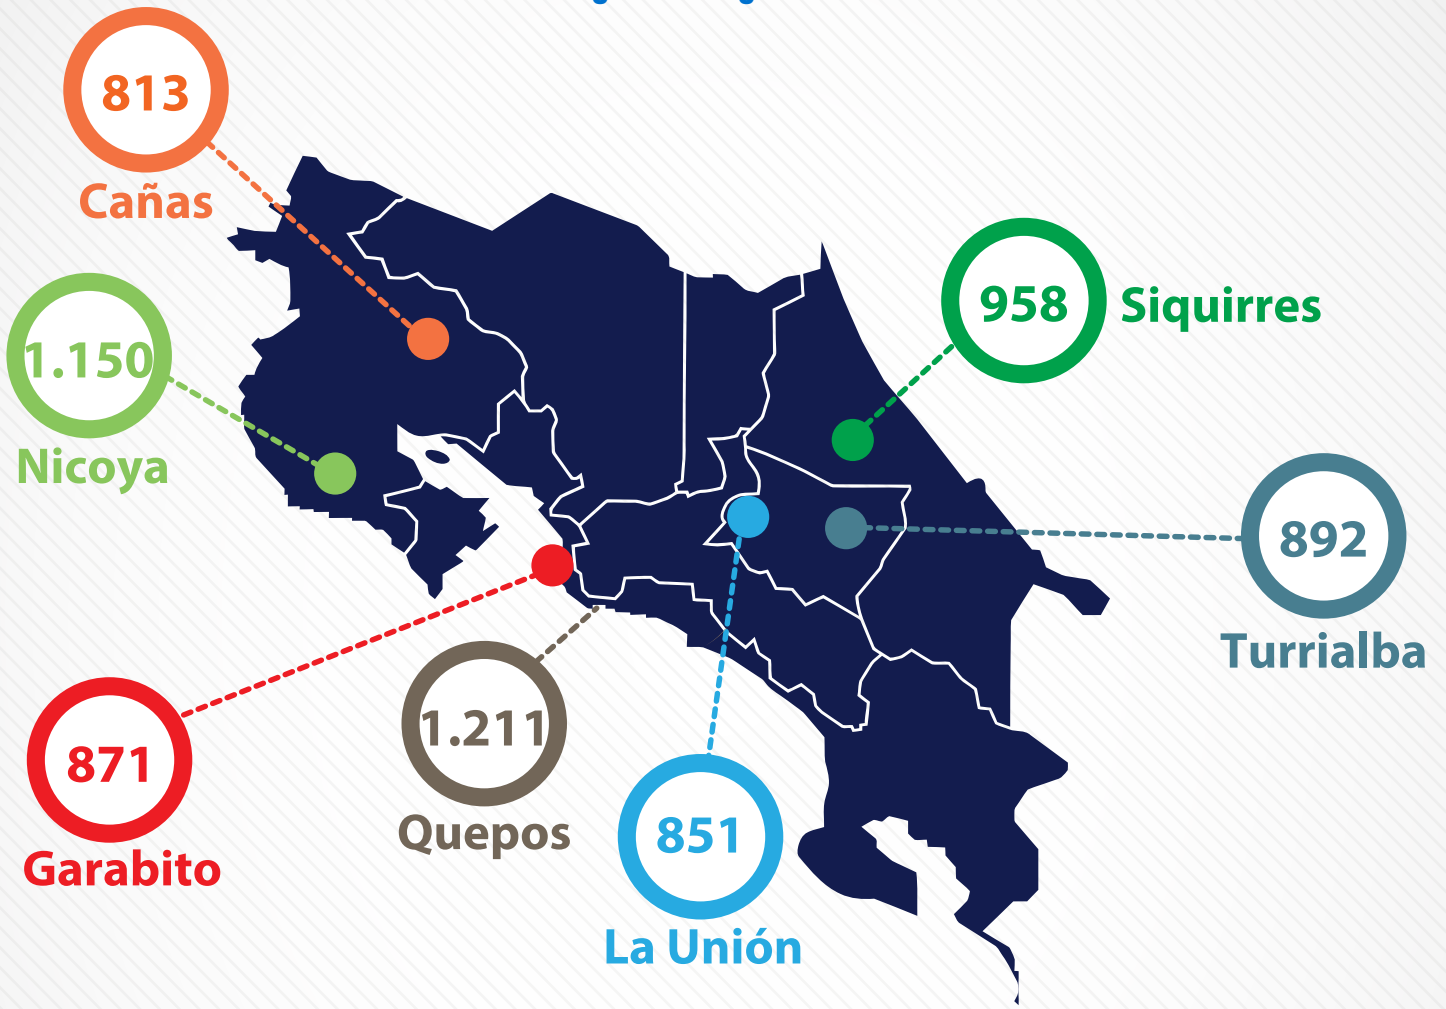 813
Cañas
958
Siquirres
1.150
Nicoya
892
Turrialba
871
Garabito
1.211
Quepos
851
La Unión